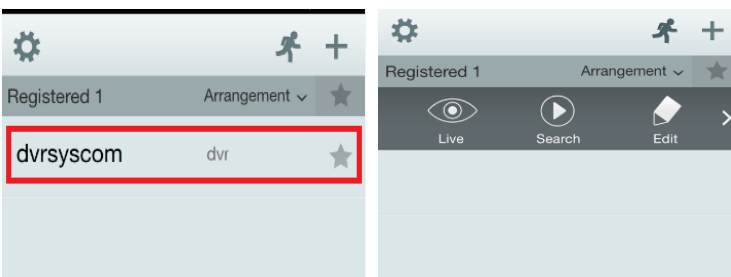 Registered 1 Arrangement
dvrsyscom dvr
Registered 1 Arrangement
Live Search Edit